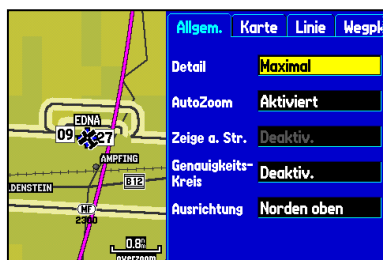 Allgem. Karte Linie Wegpk
Detail Maximal
AutoZoom Aktiviert
Zeige a. Str. Deaktiv.
Genauigkeits-
Kreis Deaktiv.
Ausrichtung Norden oben
EDNA
09 27
AMPFING
LDENSTEIN
B12
MF
2300
0.8
overzoom